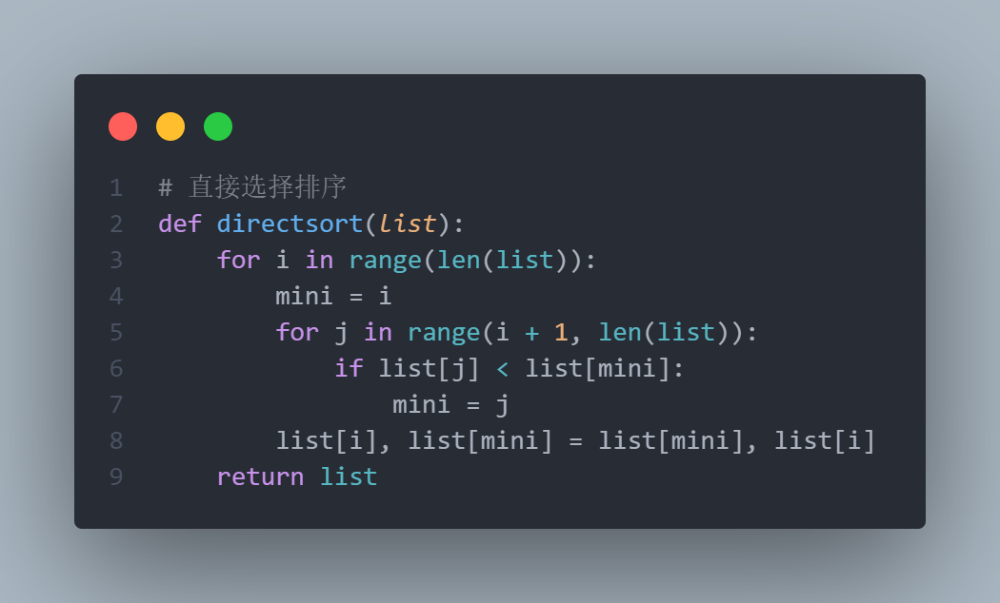 1 # 直接选择排序
2 def directsort(list):
3     for i in range(len(list)):
4         mini = i
5         for j in range(i + 1, len(list)):
6             if list[j] < list[mini]:
7                 mini = j
8         list[i], list[mini] = list[mini], list[i]
9     return list